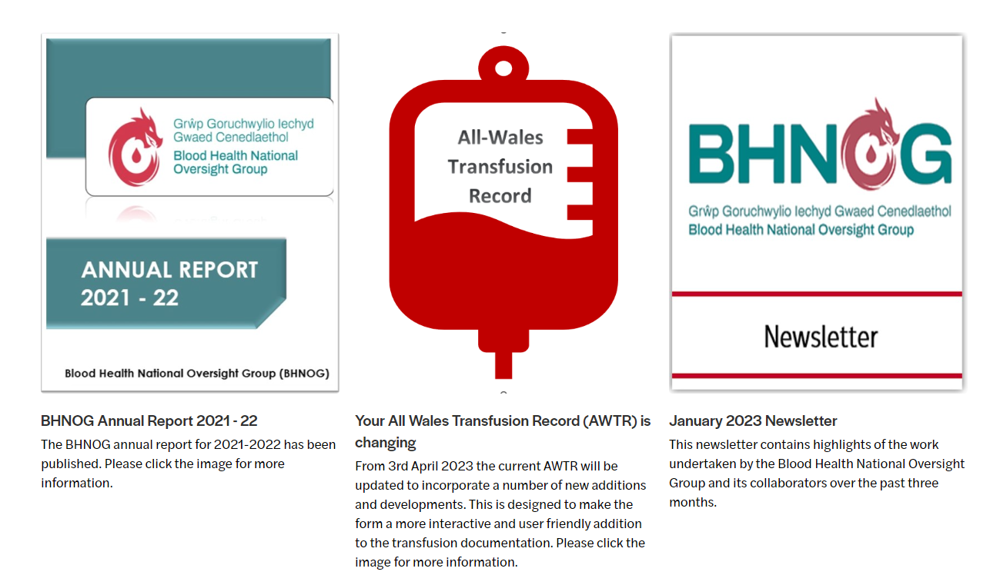 Grŵp Goruchwylio Iechyd
Gwaed Cenedlaethol
Blood Health National
Oversight Group
ANNUAL REPORT
2021 - 22
Blood Health National Oversight Group (BHNOG)
BHNOG Annual Report 2021 - 22
The BHNOG annual report for 2021-2022 has been
published. Please click the image for more
information.
All-Wales
Transfusion
Record
Your All Wales Transfusion Record (AWTR) is
changing
From 3rd April 2023 the current AWTR will be
updated to incorporate a number of new additions
and developments. This is designed to make the
form a more interactive and user friendly addition
to the transfusion documentation. Please click the
image for more information.
BHNOG
Grŵp Goruchwylio Iechyd Gwaed Cenedlaethol
Blood Health National Oversight Group
Newsletter
January 2023 Newsletter
This newsletter contains highlights of the work
undertaken by the Blood Health National Oversight
Group and its collaborators over the past three
months.